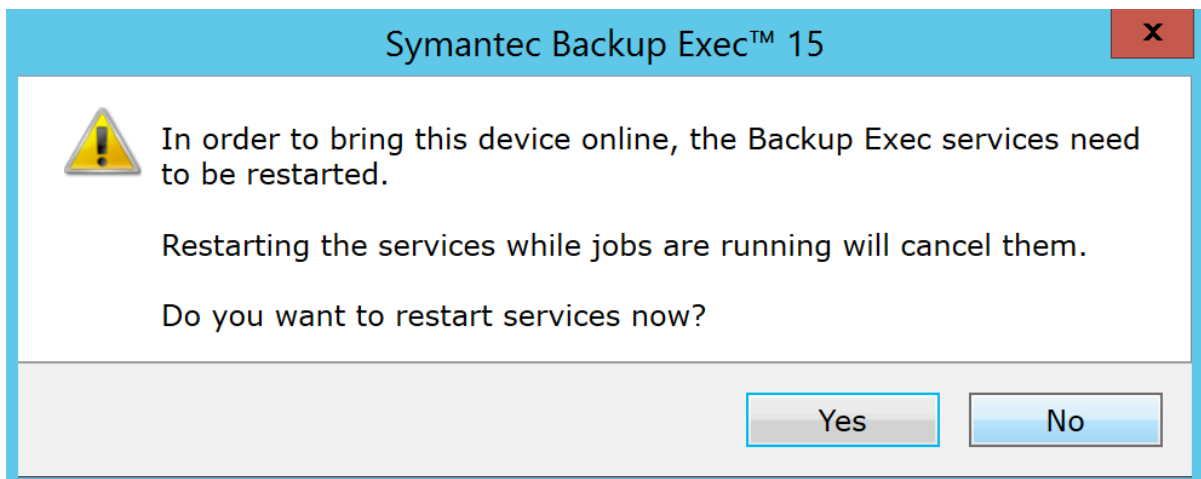 Symantec Backup Exec™ 15
x
In order to bring this device online, the Backup Exec services need
to be restarted.
Restarting the services while jobs are running will cancel them.
Do you want to restart services now?
Yes
No